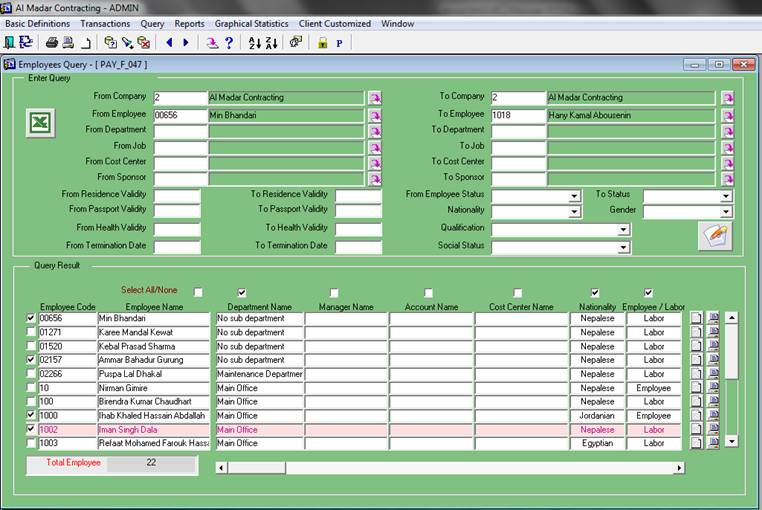 Al Madar Contracting - ADMIN
Basic Definitions Transactions Query Reports Graphical Statistics Client Customized Window
Employees Query - [ PAY_F_047 ]
Enter Query
From Company 2 Al Madar Contracting To Company 2 Al Madar Contracting
From Employee 00656 Min Bhandari To Employee 1018 Hany Kamal Abousenin
From Department To Department
From Job To Job
From Cost Center To Cost Center
From Sponsor To Sponsor
From Residence Validity To Residence Validity From Employee Status To Status
From Passport Validity To Passport Validity Nationality Gender
From Health Validity To Health Validity Qualification
From Termination Date To Termination Date Social Status
Query Result
Select All/None
Employee Code Employee Name Department Name Manager Name Account Name Cost Center Name Nationality Employee / Labor
00656 Min Bhandari No sub department Nepalese Labor
01271 Karee Mandal Kewat No sub department Nepalese Labor
01520 Kebal Prasad Sharma No sub department Nepalese Labor
02157 Ammar Bahadur Gurung No sub department Nepalese Labor
02266 Puspa Lal Dhakal Maintenance Departmer Nepalese Labor
10 Nirman Gimire Main Office Nepalese Employee
100 Birendra Kumar Chaudhart Main Office Nepalese Labor
1000 Ihab Khaled Hassain Abdallah Main Office Jordanian Employee
1002 Iman Singh Dala Main Office Nepalese Labor
1003 Refaat Mohamed Farouk Hassa Main Office Egyptian Labor
Total Employee 22